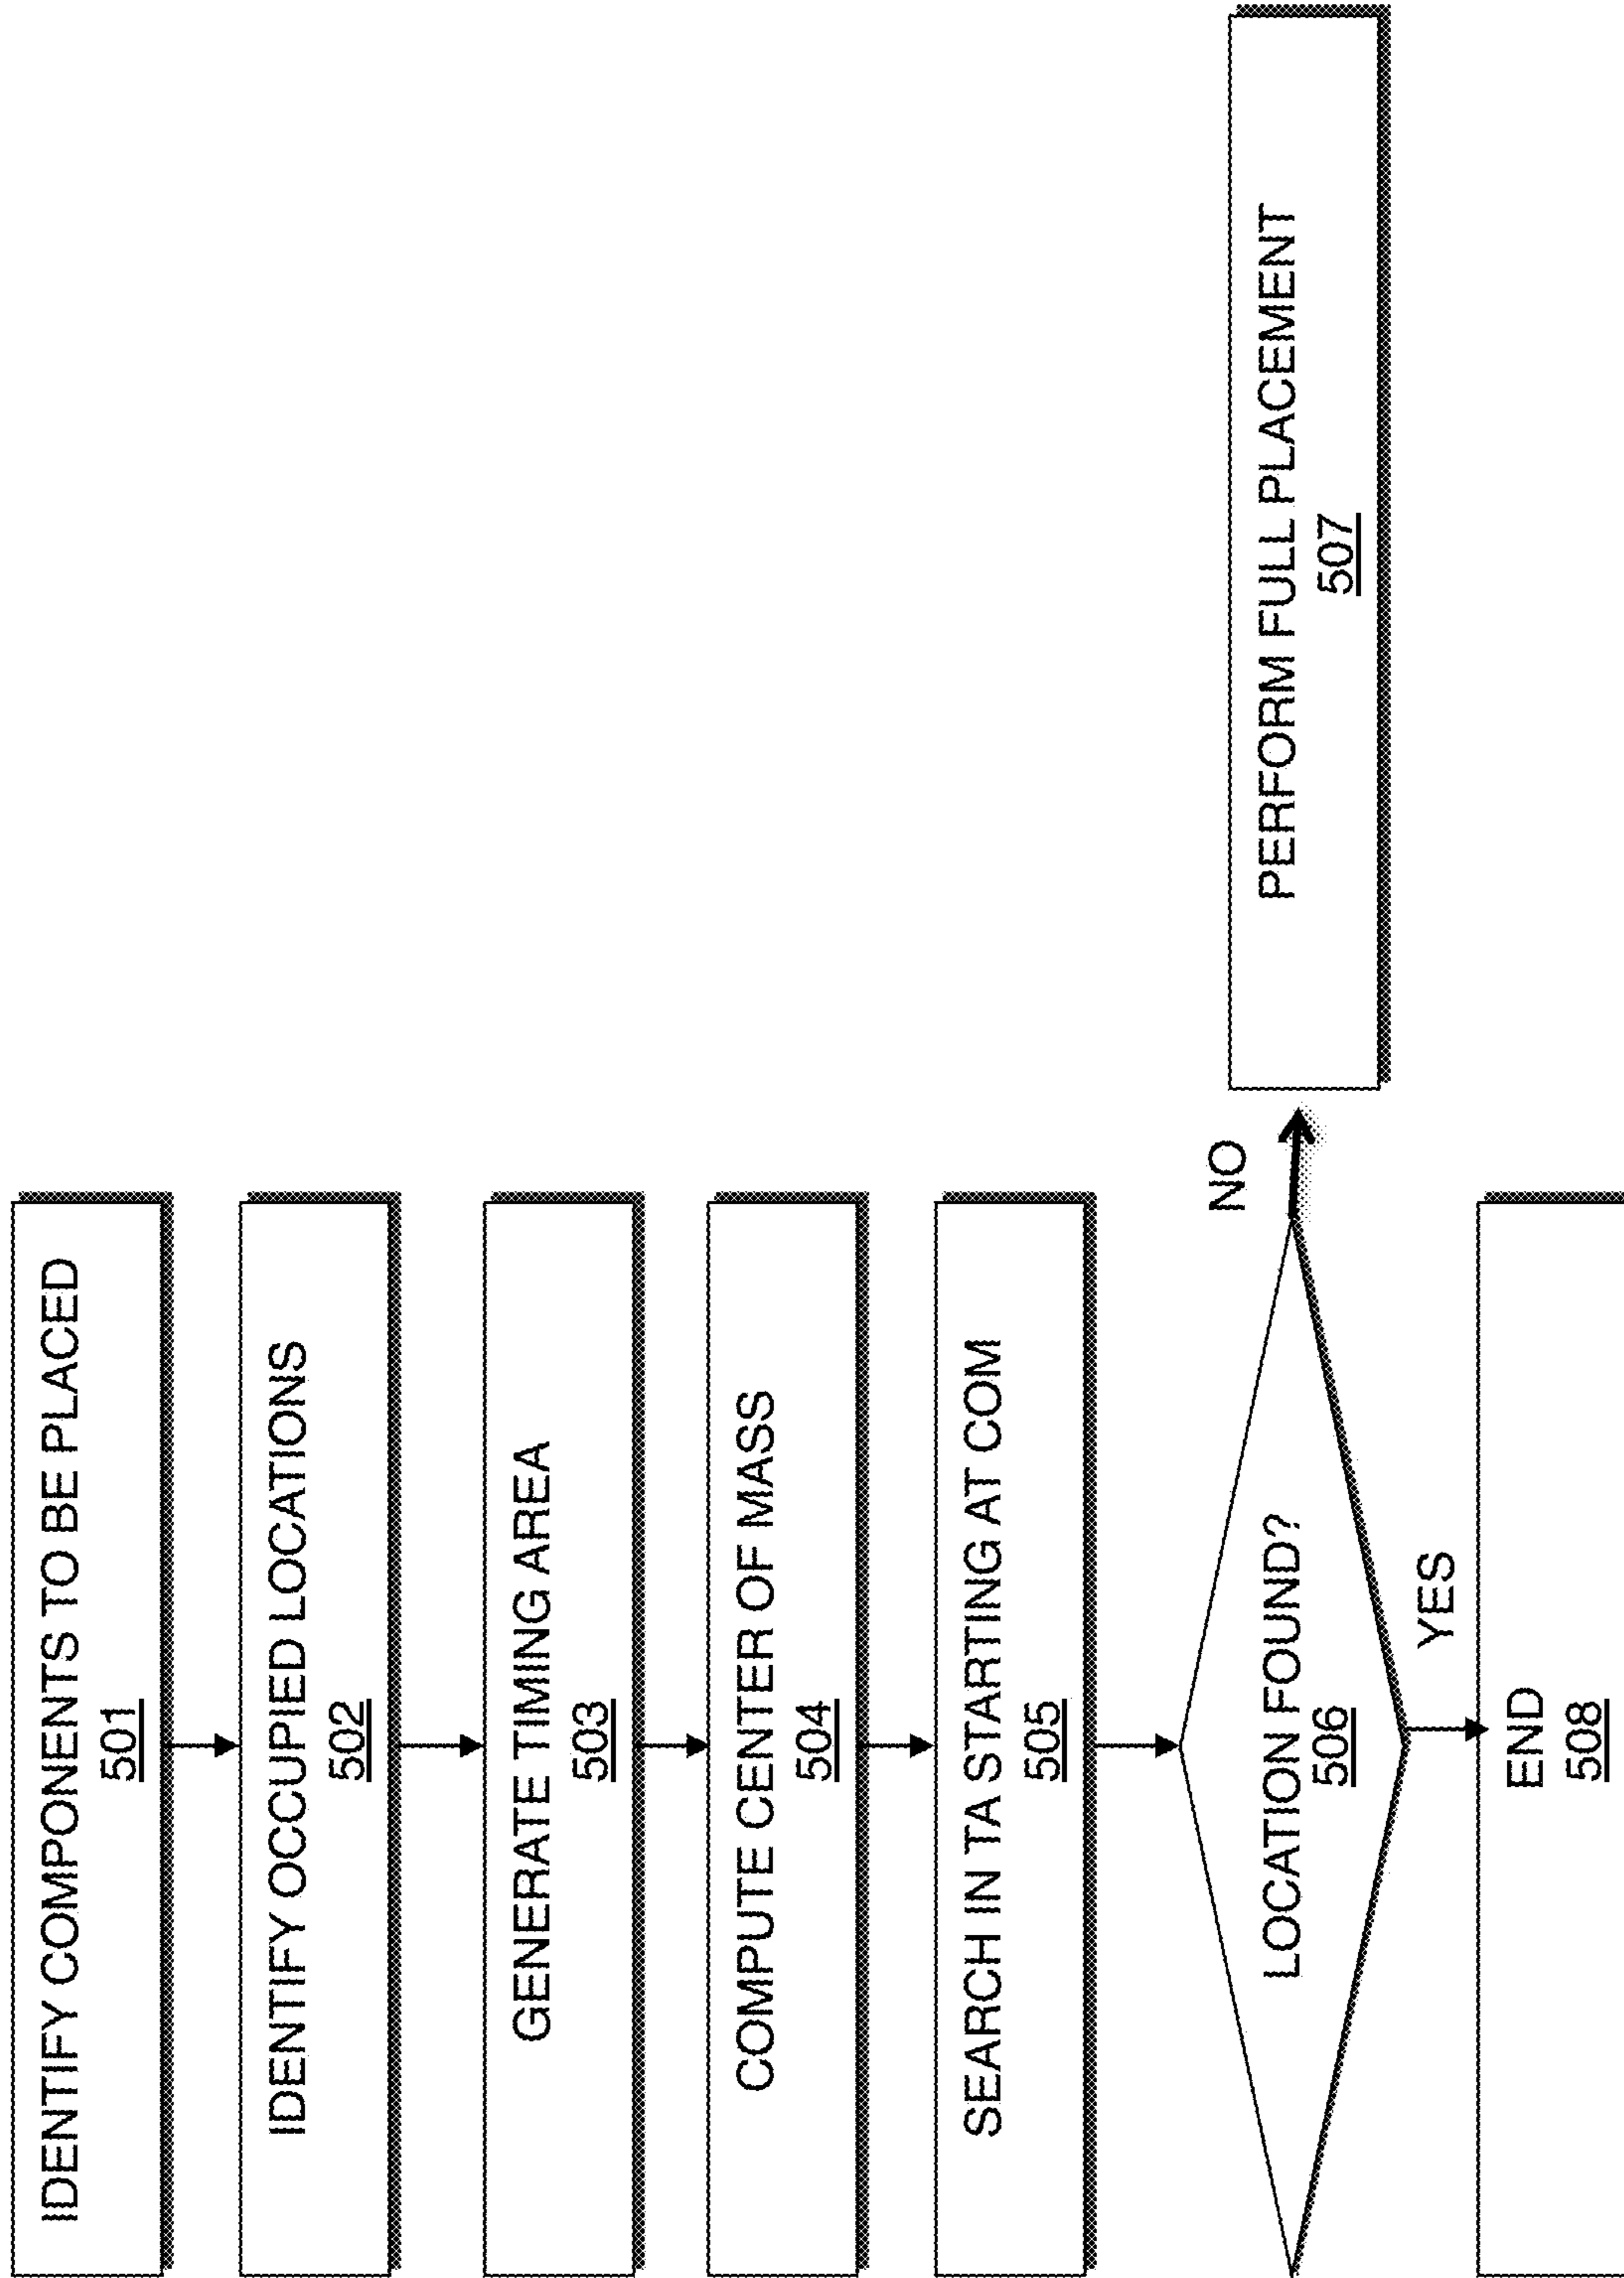 IDENTIFY COMPONENTS TO BE PLACED
501
IDENTIFY OCCUPIED LOCATIONS
502
GENERATE TIMING AREA
503
COMPUTE CENTER OF MASS
504
SEARCH IN TA STARTING AT COM
505
LOCATION FOUND?
506
NO
PERFORM FULL PLACEMENT
507
YES
END
508